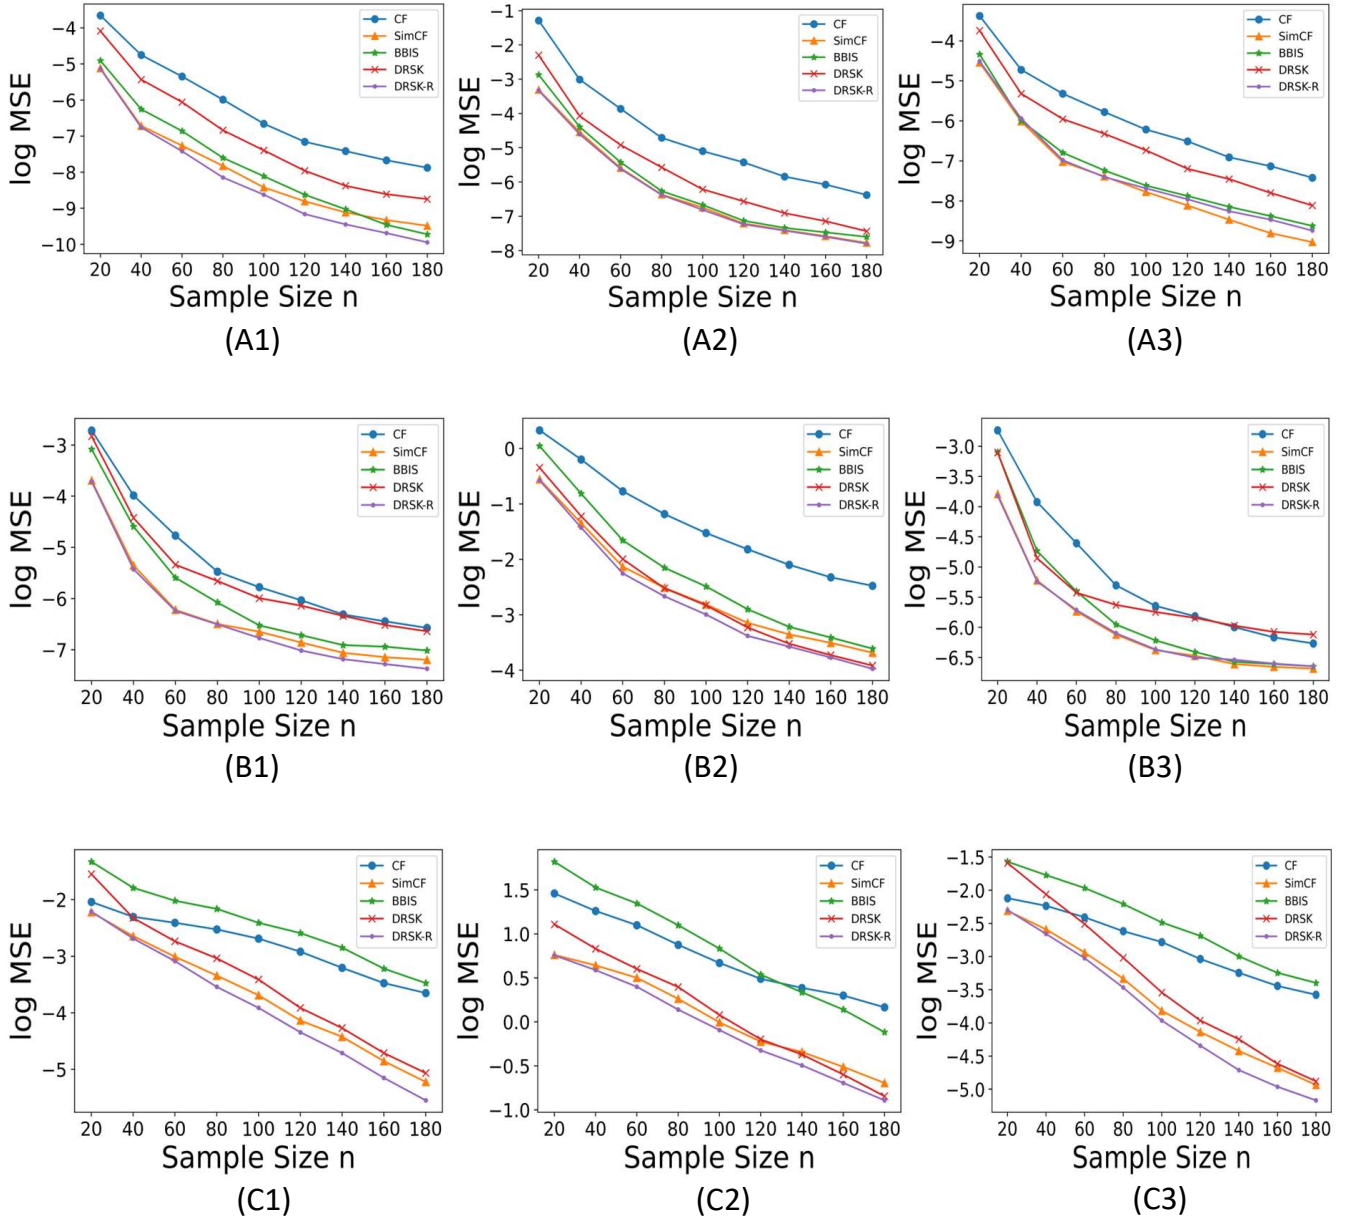 −4
−5
−6
−7
−8
−9
−10
log MSE
CF
SimCF
BBIS
DRSK
DRSK-R
20 40 60 80 100 120 140 160 180
Sample Size n
(A1)
−1
−2
−3
−4
−5
−6
−7
−8
log MSE
CF
SimCF
BBIS
DRSK
DRSK-R
20 40 60 80 100 120 140 160 180
Sample Size n
(A2)
−4
−5
−6
−7
−8
−9
log MSE
CF
SimCF
BBIS
DRSK
DRSK-R
20 40 60 80 100 120 140 160 180
Sample Size n
(A3)
−3
−4
−5
−6
−7
log MSE
CF
SimCF
BBIS
DRSK
DRSK-R
20 40 60 80 100 120 140 160 180
Sample Size n
(B1)
0
−1
−2
−3
−4
log MSE
CF
SimCF
BBIS
DRSK
DRSK-R
20 40 60 80 100 120 140 160 180
Sample Size n
(B2)
−3.0
−3.5
−4.0
−4.5
−5.0
−5.5
−6.0
−6.5
log MSE
CF
SimCF
BBIS
DRSK
DRSK-R
20 40 60 80 100 120 140 160 180
Sample Size n
(B3)
−2
−3
−4
−5
log MSE
CF
SimCF
BBIS
DRSK
DRSK-R
20 40 60 80 100 120 140 160 180
Sample Size n
(C1)
1.5
1.0
0.5
0.0
−0.5
−1.0
log MSE
CF
SimCF
BBIS
DRSK
DRSK-R
20 40 60 80 100 120 140 160 180
Sample Size n
(C2)
−1.5
−2.0
−2.5
−3.0
−3.5
−4.0
−4.5
−5.0
log MSE
CF
SimCF
BBIS
DRSK
DRSK-R
20 40 60 80 100 120 140 160 180
Sample Size n
(C3)